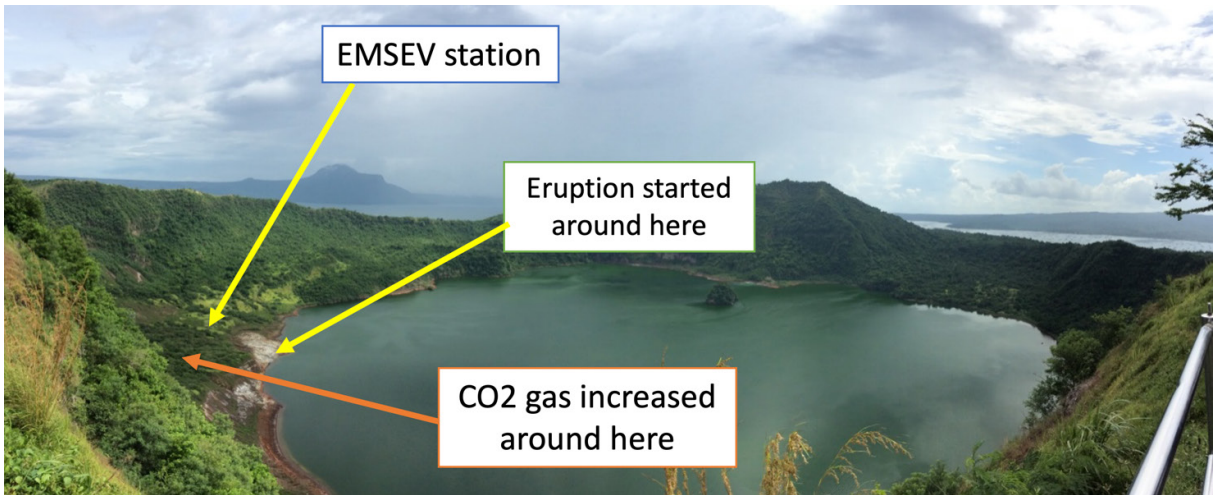 EMSEV station
Eruption started
around here
CO2 gas increased
around here